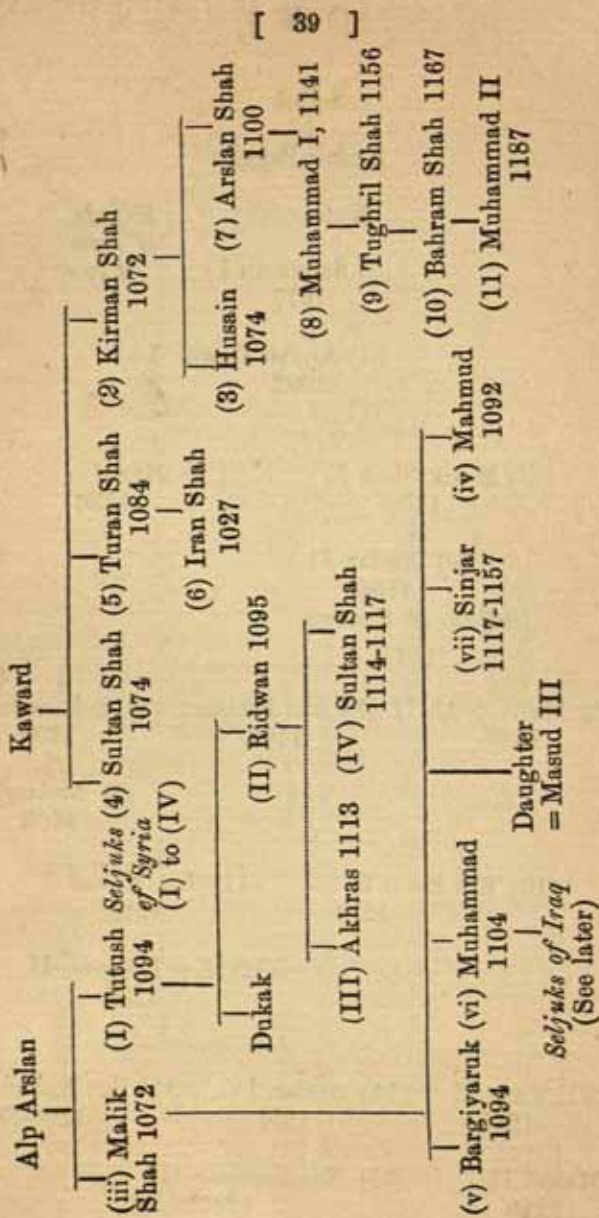 [ 39 ]
Alp Arslan
Kaward
(iii) Malik
Shah 1072
(I) Tutush
1094
Seljuks
of Syria
(I) to (IV)
(4) Sultan Shah
1074
(5) Turan Shah
1084
(2) Kirman Shah
1072
(6) Iran Shah
1027
(3) Husain
1074
(7) Arslan Shah
1100
(8) Muhammad I, 1141
(9) Tughril Shah 1156
(10) Bahram Shah 1167
(11) Muhammad II
1187
Dukak
(II) Ridwan 1095
(III) Akhras 1113
(IV) Sultan Shah
1114-1117
(v) Bargiyaruk
1094
(vi) Muhammad
1104
Daughter
= Masud III
(vii) Sinjar
1117-1157
(iv) Mahmud
1092
Seljuks of Iraq
(See later)